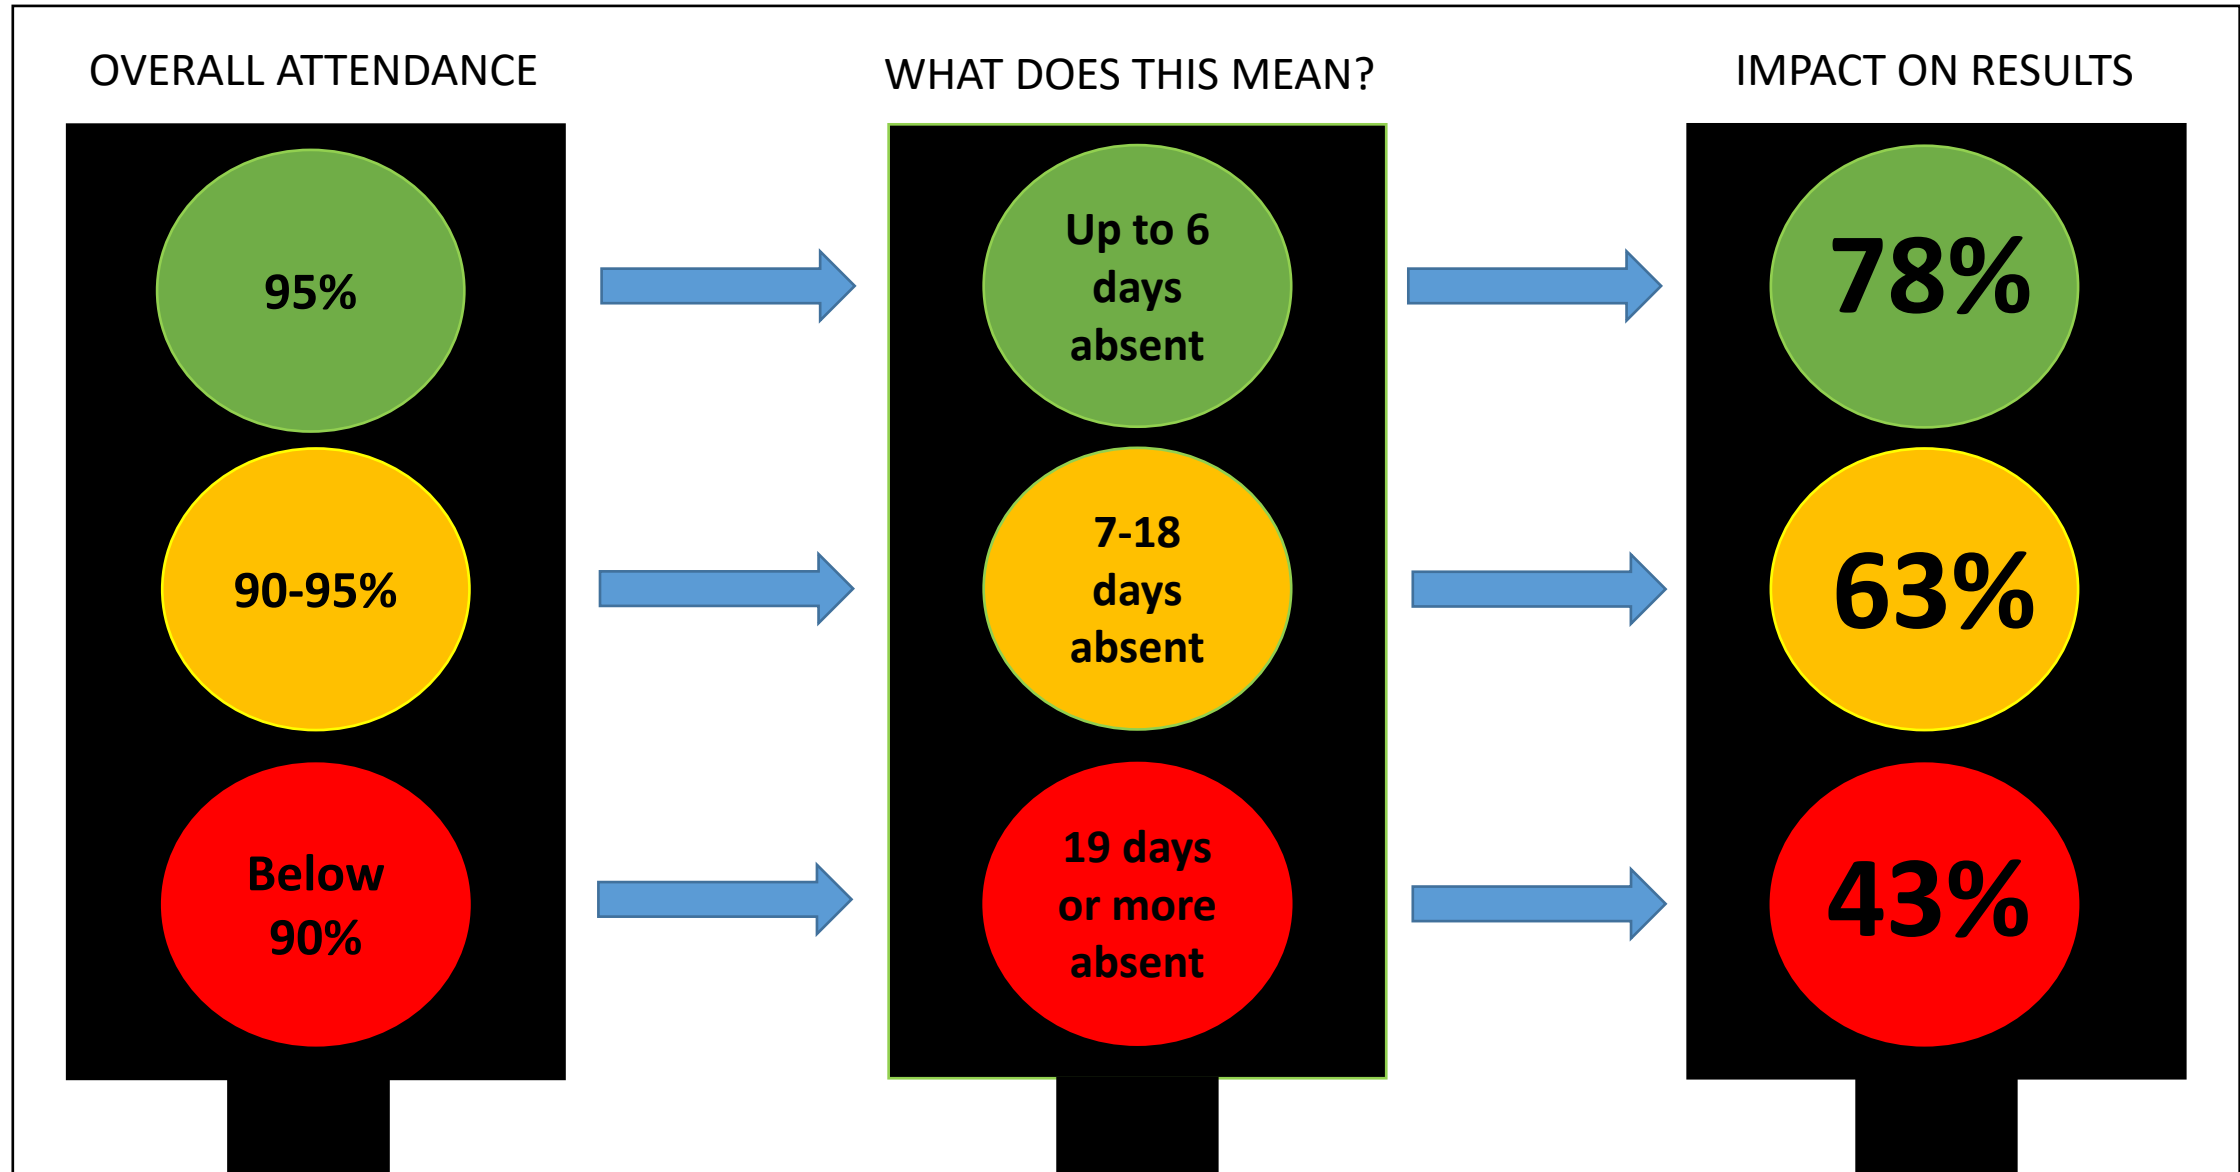 OVERALL ATTENDANCE
WHAT DOES THIS MEAN?
IMPACT ON RESULTS
95%
Up to 6
days
absent
78%
90-95%
7-18
days
absent
63%
Below
90%
19 days
or more
absent
43%